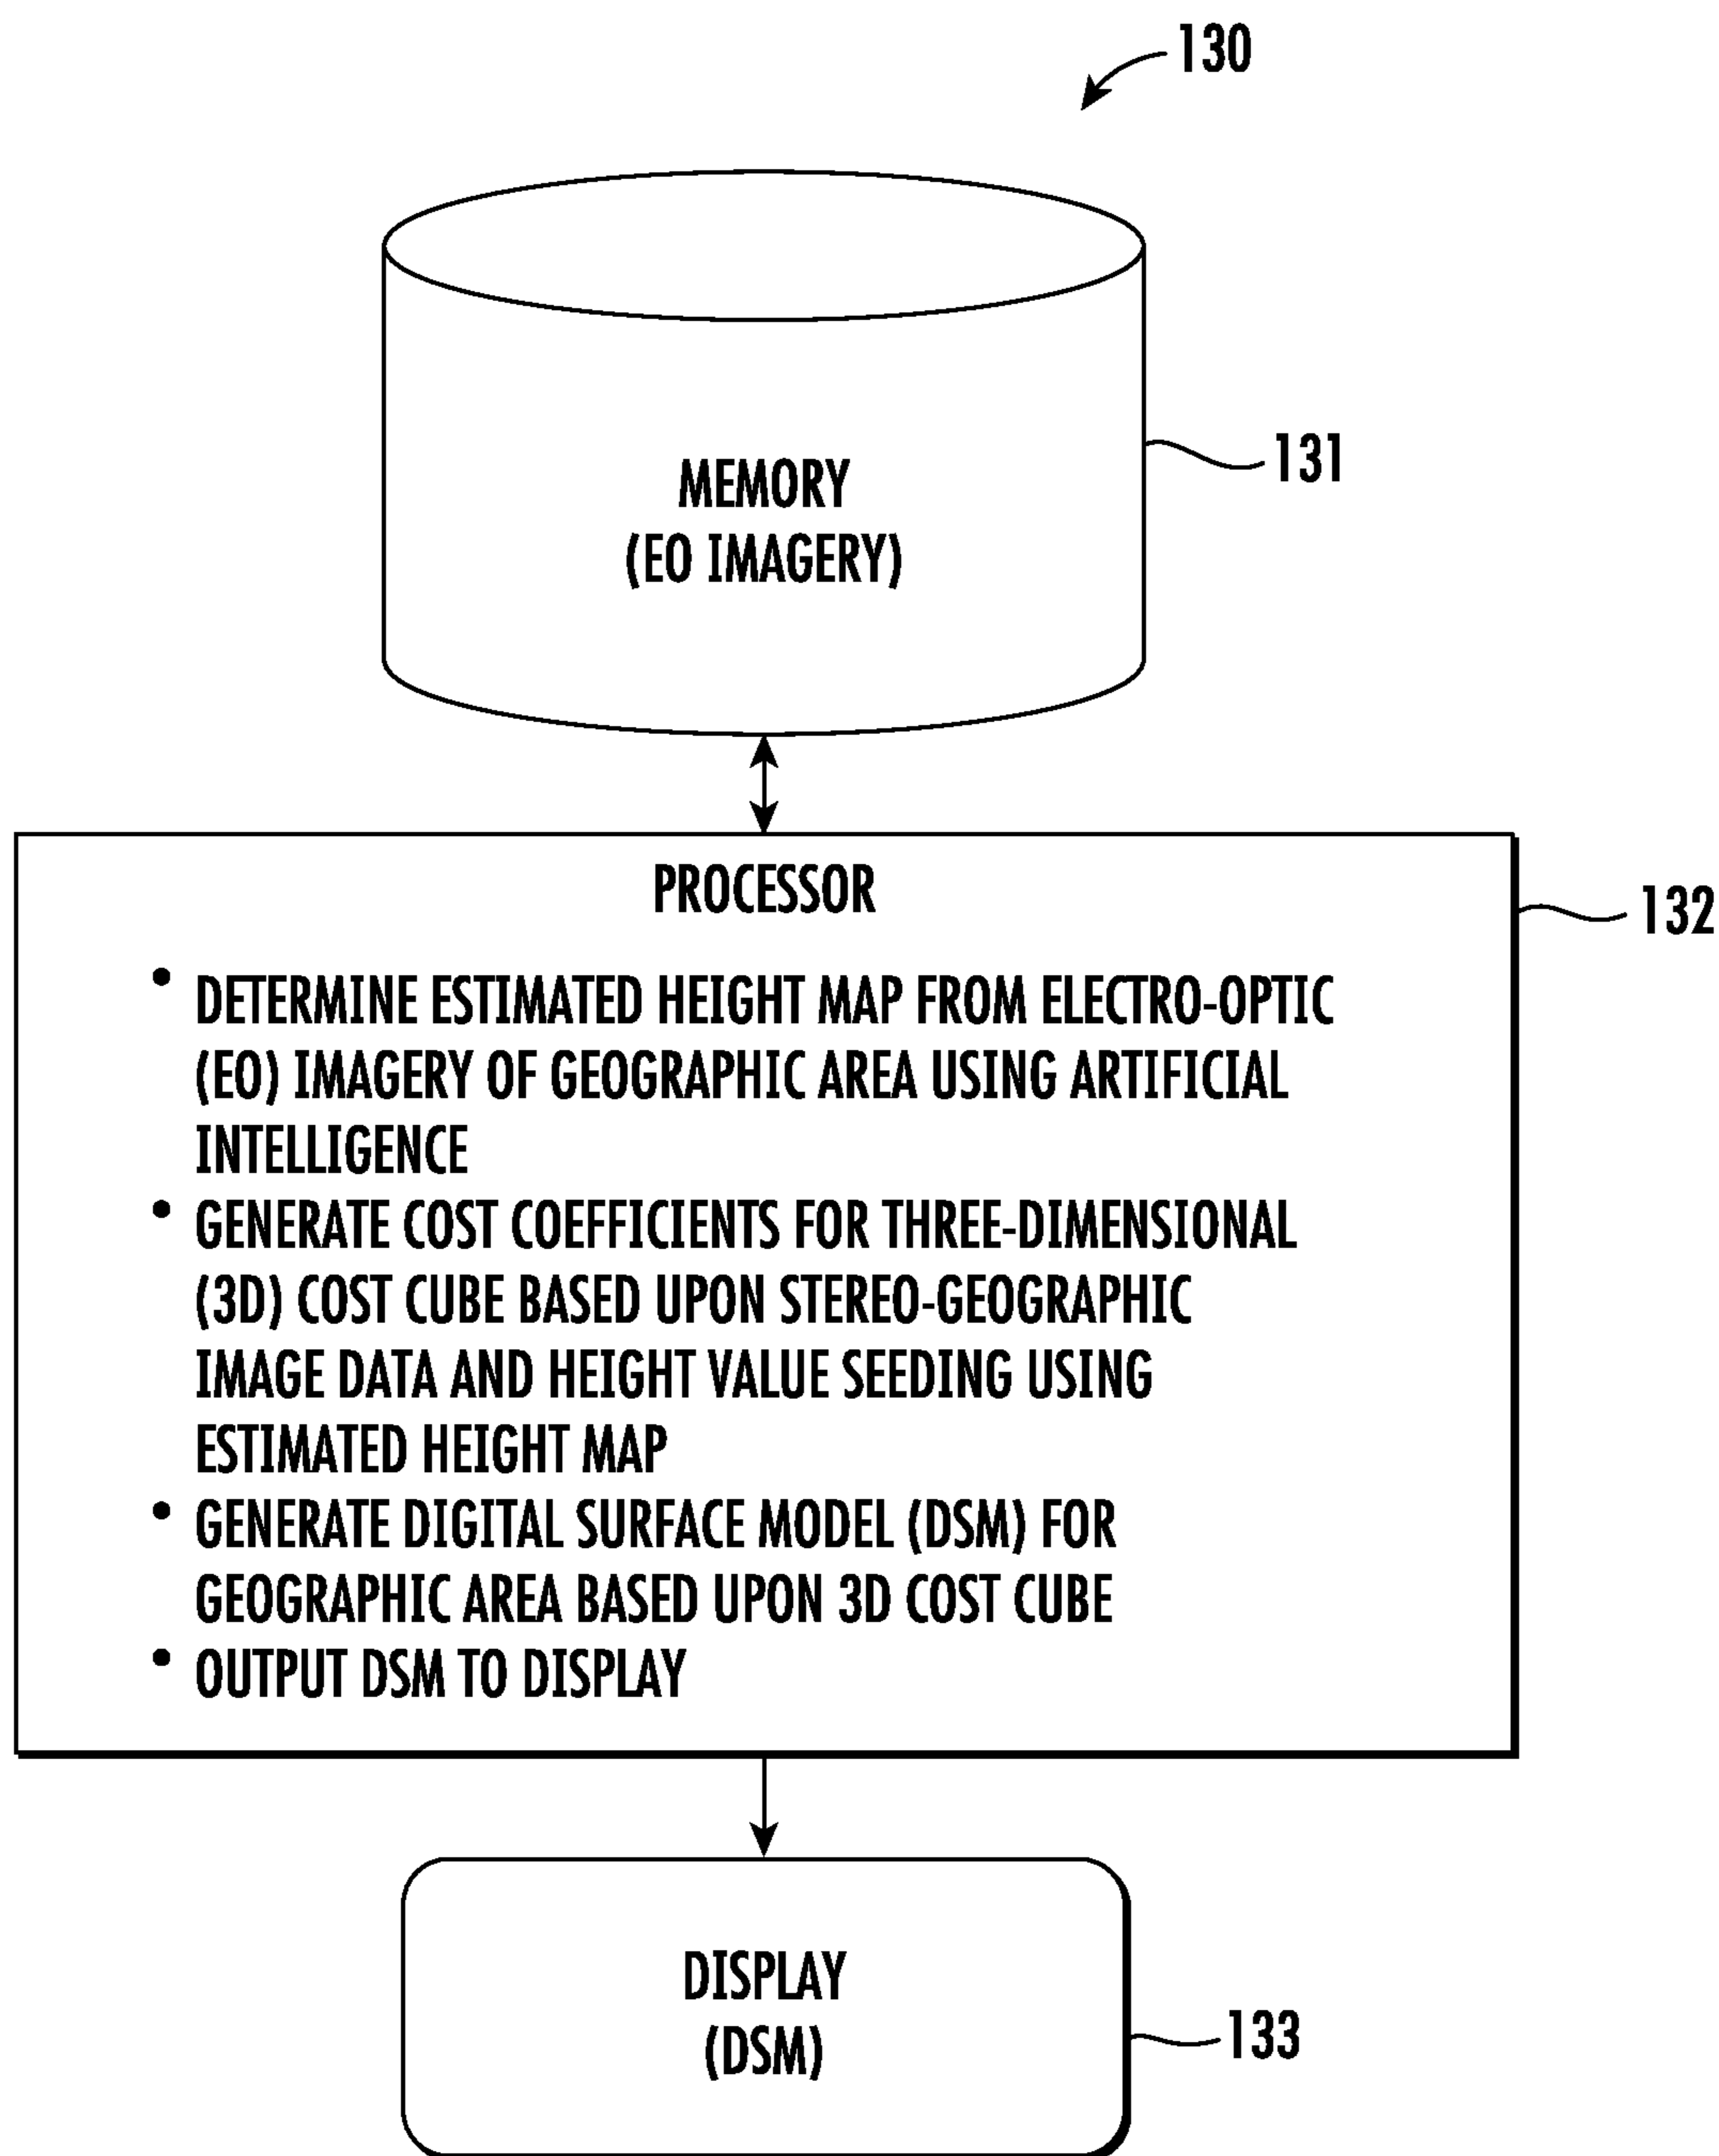 130
MEMORY
(EO IMAGERY)
131
PROCESSOR
132
• DETERMINE ESTIMATED HEIGHT MAP FROM ELECTRO-OPTIC
(EO) IMAGERY OF GEOGRAPHIC AREA USING ARTIFICIAL
INTELLIGENCE
• GENERATE COST COEFFICIENTS FOR THREE-DIMENSIONAL
(3D) COST CUBE BASED UPON STEREO-GEOGRAPHIC
IMAGE DATA AND HEIGHT VALUE SEEDING USING
ESTIMATED HEIGHT MAP
• GENERATE DIGITAL SURFACE MODEL (DSM) FOR
GEOGRAPHIC AREA BASED UPON 3D COST CUBE
• OUTPUT DSM TO DISPLAY
DISPLAY
(DSM)
133